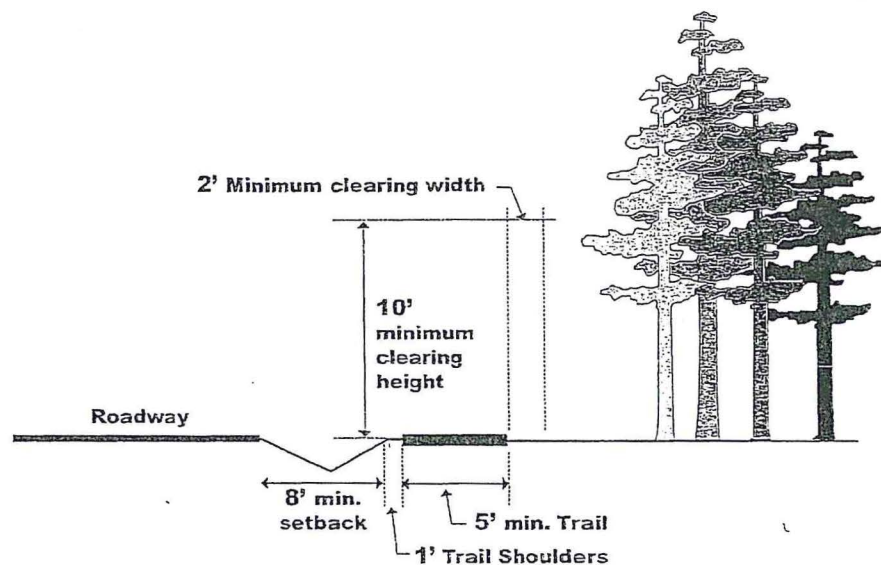 2' Minimum clearing width
10'
minimum
clearing
height
Roadway
8' min.
setback
5' min. Trail
1' Trail Shoulders